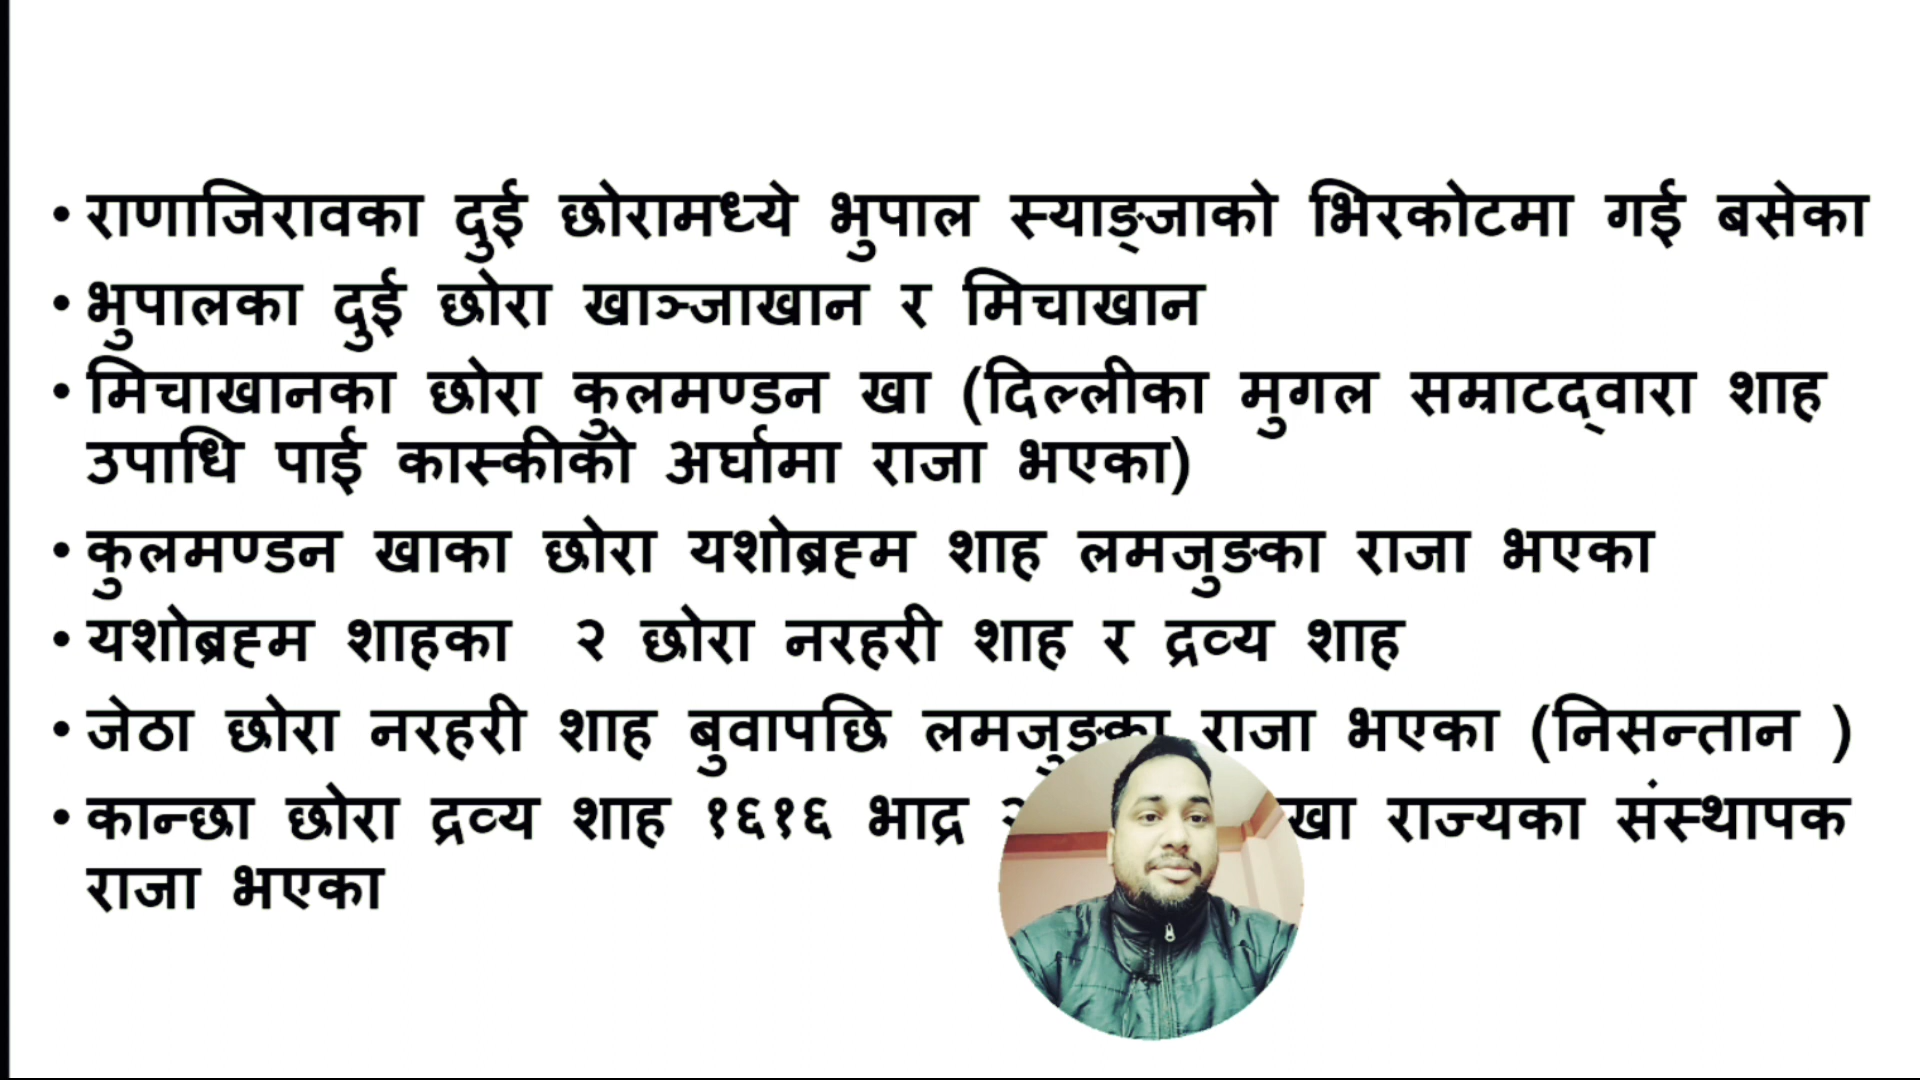 • राणाजिरावका दुई छोरामध्ये भुपाल स्याङ्जाको भिरकोटमा गई बसेका
• भुपालका दुई छोरा खाञ्जाखान र मिचाखान
• मिचाखानका छोरा कुलमण्डन खा (दिल्लीका मुगल सम्राटद्वारा शाह
उपाधि पाई कास्कीको अर्घामा राजा भएका)
• कुलमण्डन खाका छोरा यशोब्रह्म शाह लमजुङका राजा भएका
• यशोब्रह्म शाहका २ छोरा नरहरी शाह र द्रव्य शाह
• जेठा छोरा नरहरी शाह बुवापछि लमजुङका राजा भएका (निसन्तान )
• कान्छा छोरा द्रव्य शाह १६१६ भाद्र राज्यका संस्थापक
राजा भएका